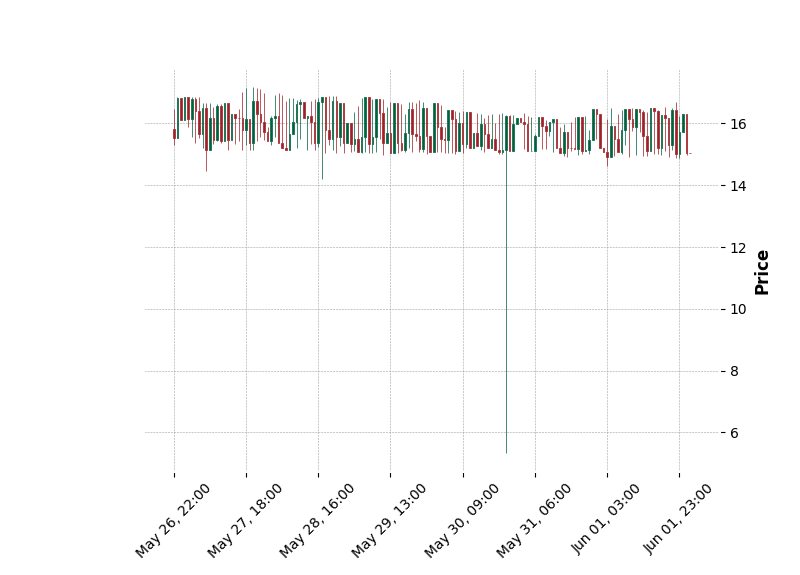 16
14
12
10
8
6
Price
May 26, 22:00
May 27, 18:00
May 28, 16:00
May 29, 13:00
May 30, 09:00
May 31, 06:00
Jun 01, 03:00
Jun 01, 23:00